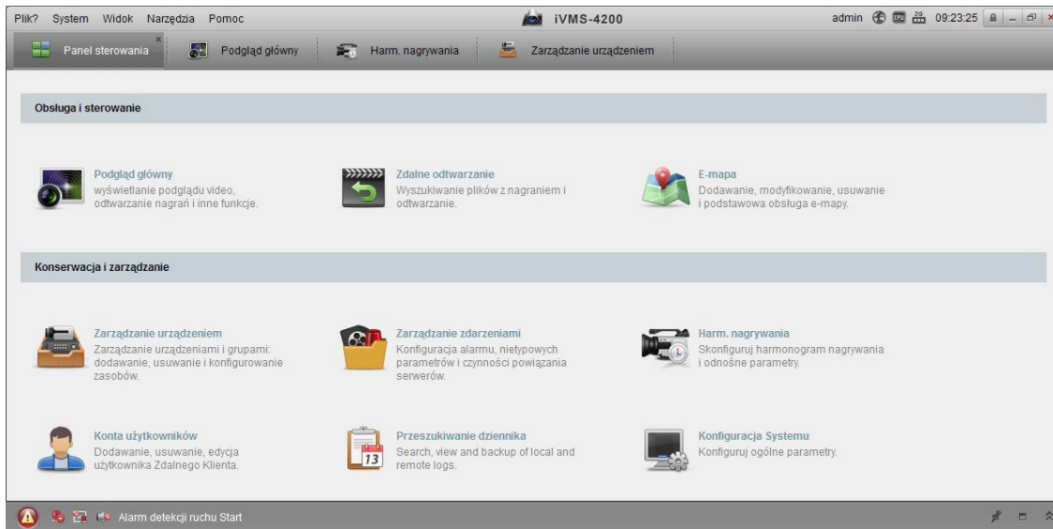 Plik? System Widok Narzędzia Pomoc iVMS-4200 admin 09:23:25
Panel sterowania Podgląd główny Harm. nagrywania Zarządzanie urządzeniem
Obsługa i sterowanie
Podgląd główny
wyświetlanie podglądu video,
odtwarzanie nagrań i inne funkcje.
Zdalne odtwarzanie
Wyszukiwanie plików z nagraniem i
odtwarzanie.
E-mapa
Dodawanie, modyfikowanie, usuwanie
i podstawowa obsługa e-mapy.
Konserwacja i zarządzanie
Zarządzanie urządzeniem
Zarządzanie urządzeniami i grupami:
dodawanie, usuwanie i konfigurowanie
zasobów.
Zarządzanie zdarzeniami
Konfiguracja alarmu, nietypowych
parametrów i czynności powiązania
serwerów.
Harm. nagrywania
Skonfiguruj harmonogram nagrywania
i odnośne parametry.
Konta użytkowników
Dodawanie, usuwanie, edycja
użytkownika Zdalnego Klienta.
13
Przeszukiwanie dziennika
Search, view and backup of local and
remote logs.
Konfiguracja Systemu
Konfiguruj ogólne parametry.
Alarm detekcji ruchu Start